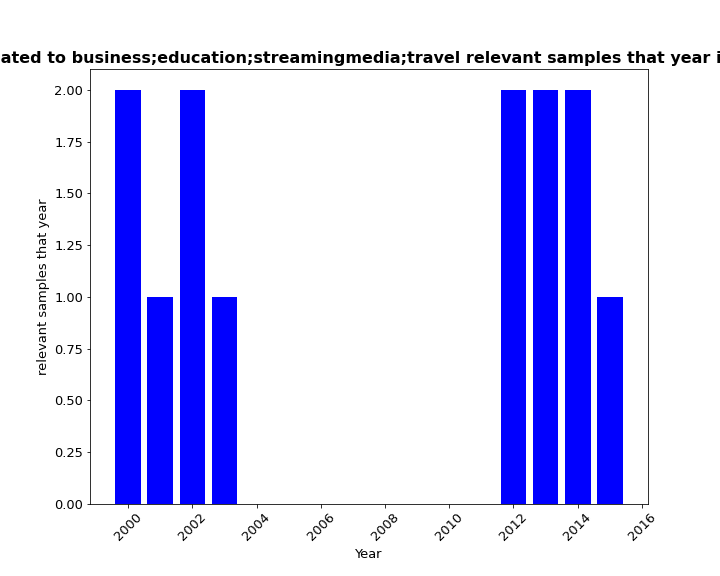 ated to business;education;streamingmedia;travel relevant samples that year i
2.00
1.75
1.50
1.25
1.00
0.75
0.50
0.25
0.00
relevant samples that year
2000 2002 2004 2006 2008 2010 2012 2014 2016
Year